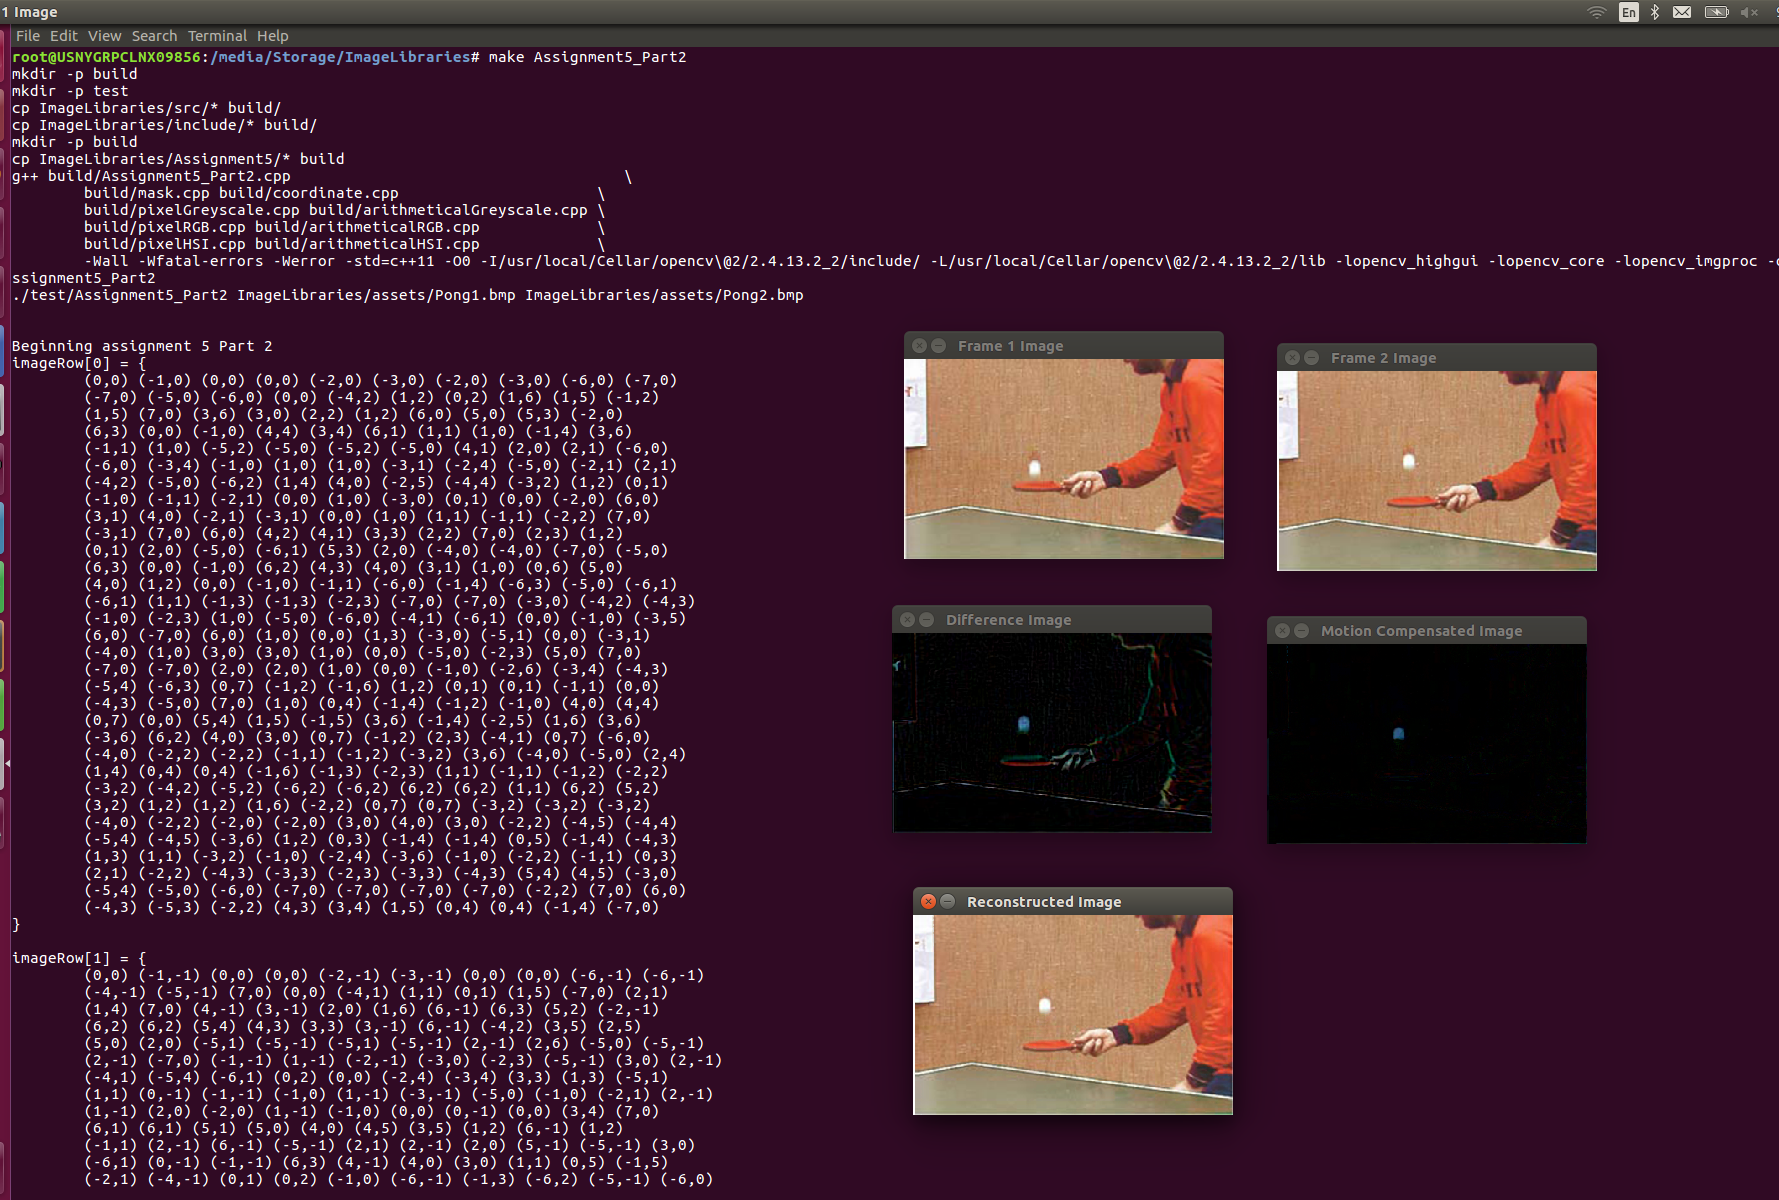 1 Image
En
File Edit View Search Terminal Help
root@USNYGRPCLNX09856:/media/Storage/ImageLibraries# make Assignment5_Part2
mkdir -p build
mkdir -p test
cp ImageLibraries/src/* build/
cp ImageLibraries/include/* build/
mkdir -p build
cp ImageLibraries/Assignment5/* build
g++ build/Assignment5_Part2.cpp \
build/mask.cpp build/coordinate.cpp \
build/pixelGreyscale.cpp build/arithmeticalGreyscale.cpp \
build/pixelRGB.cpp build/arithmeticalRGB.cpp \
build/pixelHSI.cpp build/arithmeticalHSI.cpp \
-Wall -Wfatal-errors -Werror -std=c++11 -O0 -I/usr/local/Cellar/opencv\@2/2.4.13.2_2/include/ -L/usr/local/Cellar/opencv\@2/2.4.13.2_2/lib -lopencv_highgui -lopencv_core -lopencv_imgproc -o
ssignment5_Part2
./test/Assignment5_Part2 ImageLibraries/assets/Pong1.bmp ImageLibraries/assets/Pong2.bmp
Beginning assignment 5 Part 2
imageRow[0] = {
(0,0) (-1,0) (0,0) (0,0) (-2,0) (-3,0) (-2,0) (-3,0) (-6,0) (-7,0)
(-7,0) (-5,0) (-6,0) (0,0) (-4,2) (1,2) (0,2) (1,6) (1,5) (-1,2)
(1,5) (7,0) (3,6) (3,0) (2,2) (1,2) (6,0) (5,0) (5,3) (-2,0)
(6,3) (0,0) (-1,0) (4,4) (3,4) (6,1) (1,1) (1,0) (-1,4) (3,6)
(-1,1) (1,0) (-5,2) (-5,0) (-5,2) (-5,0) (4,1) (2,0) (2,1) (-6,0)
(-6,0) (-3,4) (-1,0) (1,0) (1,0) (-3,1) (-2,4) (-5,0) (-2,1) (2,1)
(-4,2) (-5,0) (-6,2) (1,4) (4,0) (-2,5) (-4,4) (-3,2) (1,2) (0,1)
(-1,0) (-1,1) (-2,1) (0,0) (1,0) (-3,0) (0,1) (0,0) (-2,0) (6,0)
(3,1) (4,0) (-2,1) (-3,1) (0,0) (1,0) (1,1) (-1,1) (-2,2) (7,0)
(-3,1) (7,0) (6,0) (4,2) (4,1) (3,3) (2,2) (7,0) (2,3) (1,2)
(0,1) (2,0) (-5,0) (-6,1) (5,3) (2,0) (-4,0) (-4,0) (-7,0) (-5,0)
(6,3) (0,0) (-1,0) (6,2) (4,3) (4,0) (3,1) (1,0) (0,6) (5,0)
(4,0) (1,2) (0,0) (-1,0) (-1,1) (-6,0) (-1,4) (-6,3) (-5,0) (-6,1)
(-6,1) (1,1) (-1,3) (-1,3) (-2,3) (-7,0) (-7,0) (-3,0) (-4,2) (-4,3)
(-1,0) (-2,3) (1,0) (-5,0) (-6,0) (-4,1) (-6,1) (0,0) (-1,0) (-3,5)
(6,0) (-7,0) (6,0) (1,0) (0,0) (1,3) (-3,0) (-5,1) (0,0) (-3,1)
(-4,0) (1,0) (3,0) (3,0) (1,0) (0,0) (-5,0) (-2,3) (5,0) (7,0)
(-7,0) (-7,0) (2,0) (2,0) (1,0) (0,0) (-1,0) (-2,6) (-3,4) (-4,3)
(-5,4) (-6,3) (0,7) (-1,2) (-1,6) (1,2) (0,1) (0,1) (-1,1) (0,0)
(-4,3) (-5,0) (7,0) (1,0) (0,4) (-1,4) (-1,2) (-1,0) (4,0) (4,4)
(0,7) (0,0) (5,4) (1,5) (-1,5) (3,6) (-1,4) (-2,5) (1,6) (3,6)
(-3,6) (6,2) (4,0) (3,0) (0,7) (-1,2) (2,3) (-4,1) (0,7) (-6,0)
(-4,0) (-2,2) (-2,2) (-1,1) (-1,2) (-3,2) (3,6) (-4,0) (-5,0) (2,4)
(1,4) (0,4) (0,4) (-1,6) (-1,3) (-2,3) (1,1) (-1,1) (-1,2) (-2,2)
(-3,2) (-4,2) (-5,2) (-6,2) (-6,2) (6,2) (6,2) (1,1) (6,2) (5,2)
(3,2) (1,2) (1,2) (1,6) (-2,2) (0,7) (0,7) (-3,2) (-3,2) (-3,2)
(-4,0) (-2,2) (-2,0) (-2,0) (3,0) (4,0) (3,0) (-2,2) (-4,5) (-4,4)
(-5,4) (-4,5) (-3,6) (1,2) (0,3) (-1,4) (-1,4) (0,5) (-1,4) (-4,3)
(1,3) (1,1) (-3,2) (-1,0) (-2,4) (-3,6) (-1,0) (-2,2) (-1,1) (0,3)
(2,1) (-2,2) (-4,3) (-3,3) (-2,3) (-3,3) (-4,3) (5,4) (4,5) (-3,0)
(-5,4) (-5,0) (-6,0) (-7,0) (-7,0) (-7,0) (-7,0) (-2,2) (7,0) (6,0)
(-4,3) (-5,3) (-2,2) (4,3) (3,4) (1,5) (0,4) (0,4) (-1,4) (-7,0)
}
imageRow[1] = {
(0,0) (-1,-1) (0,0) (0,0) (-2,-1) (-3,-1) (0,0) (0,0) (-6,-1) (-6,-1)
(-4,-1) (-5,-1) (7,0) (0,0) (-4,1) (1,1) (0,1) (1,5) (-7,0) (2,1)
(1,4) (7,0) (4,-1) (3,-1) (2,0) (1,6) (6,-1) (6,3) (5,2) (-2,-1)
(6,2) (6,2) (5,4) (4,3) (3,3) (3,-1) (6,-1) (-4,2) (3,5) (2,5)
(5,0) (2,0) (-5,1) (-5,-1) (-5,1) (-5,-1) (2,-1) (2,6) (-5,0) (-5,-1)
(2,-1) (-7,0) (-1,-1) (1,-1) (-2,-1) (-3,0) (-2,3) (-5,-1) (3,0) (2,-1)
(-4,1) (-5,4) (-6,1) (0,2) (0,0) (-2,4) (-3,4) (3,3) (1,3) (-5,1)
(1,1) (0,-1) (-1,-1) (-1,0) (1,-1) (-3,-1) (-5,0) (-1,0) (-2,1) (2,-1)
(1,-1) (2,0) (-2,0) (1,-1) (-1,0) (0,0) (0,-1) (0,0) (3,4) (7,0)
(6,1) (6,1) (5,1) (5,0) (4,0) (4,5) (3,5) (1,2) (6,-1) (1,2)
(-1,1) (2,-1) (6,-1) (-5,-1) (2,1) (2,-1) (2,0) (5,-1) (-5,-1) (3,0)
(-6,1) (0,-1) (-1,-1) (6,3) (4,-1) (4,0) (3,0) (1,1) (0,5) (-1,5)
(-2,1) (-4,-1) (0,1) (0,2) (-1,0) (-6,-1) (-1,3) (-6,2) (-5,-1) (-6,0)
Frame 1 Image
Frame 2 Image
Difference Image
Motion Compensated Image
Reconstructed Image